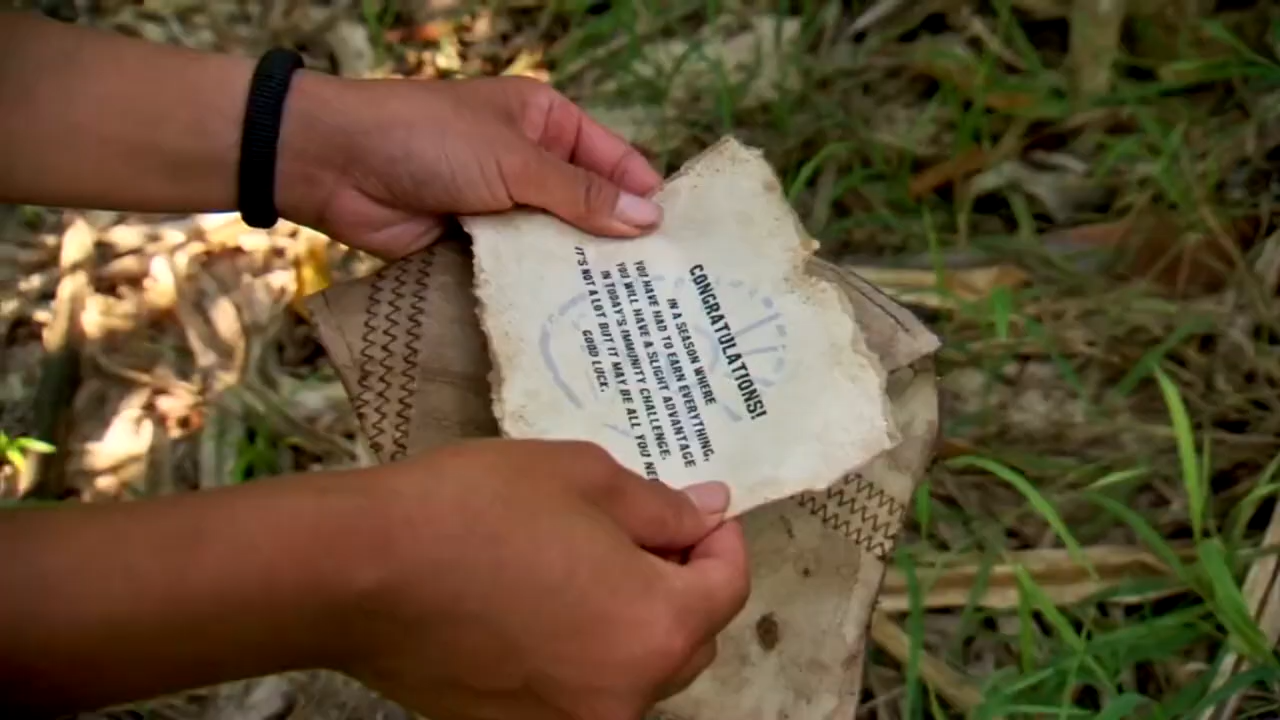 CONGRATULATIONS!
IN A SEASON WHERE
YOU HAVE HAD TO EARN EVERYTHING,
YOU WILL HAVE A SLIGHT ADVANTAGE
IN TODAY'S IMMUNITY CHALLENGE.
IT'S NOT A LOT BUT IT MAY BE ALL YOU
GOOD LUCK.